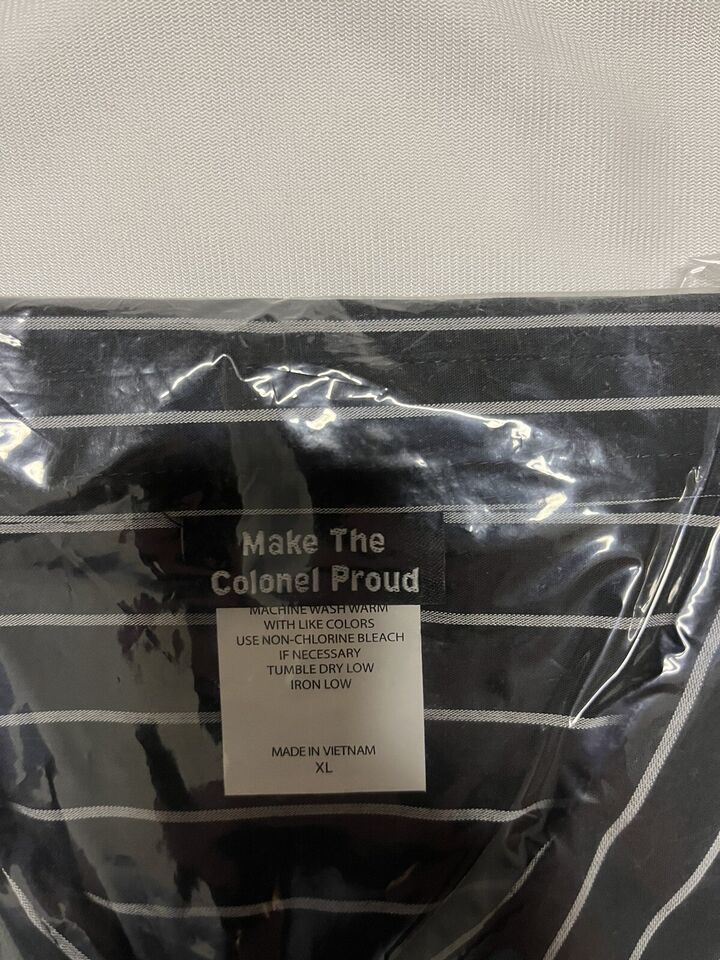 Make The
Colonel Proud
MACHINE WASH WARM
WITH LIKE COLORS
USE NON-CHLORINE BLEACH
IF NECESSARY
TUMBLE DRY LOW
IRON LOW
MADE IN VIETNAM
XL